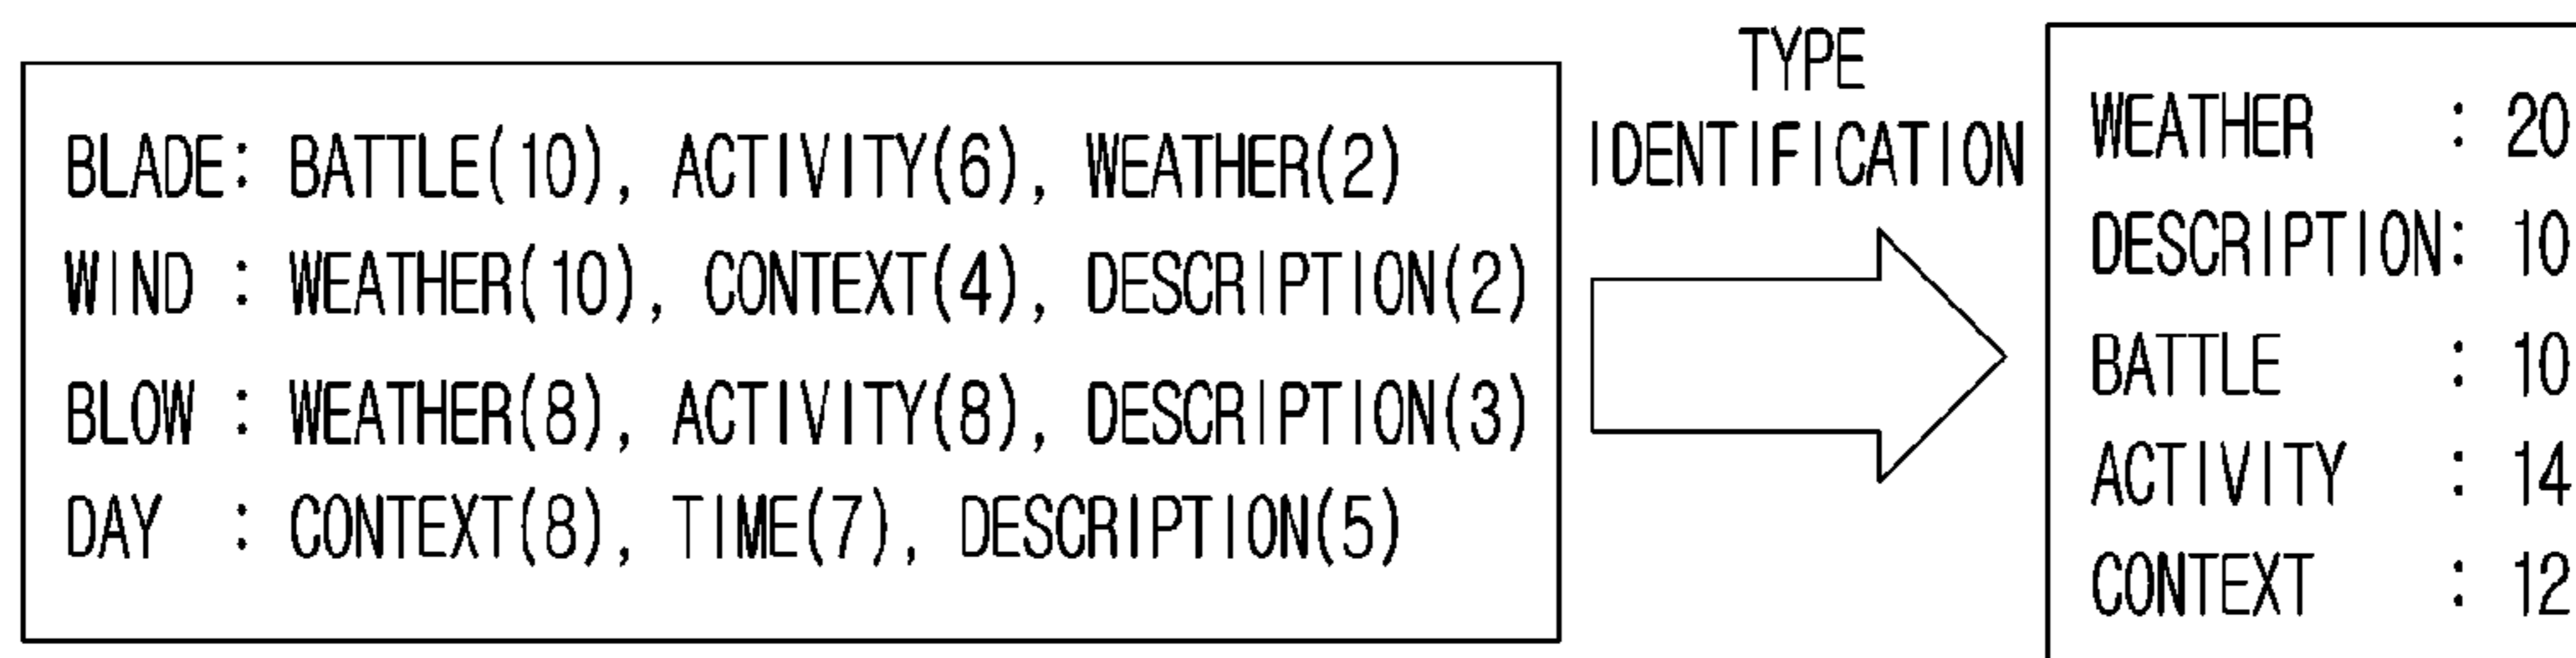 BLADE: BATTLE(10), ACTIVITY(6), WEATHER(2)
WIND : WEATHER(10), CONTEXT(4), DESCRIPTION(2)
BLOW : WEATHER(8), ACTIVITY(8), DESCRIPTION(3)
DAY : CONTEXT(8), TIME(7), DESCRIPTION(5)
TYPE
IDENTIFICATION
WEATHER : 20
DESCRIPTION: 10
BATTLE : 10
ACTIVITY : 14
CONTEXT : 12